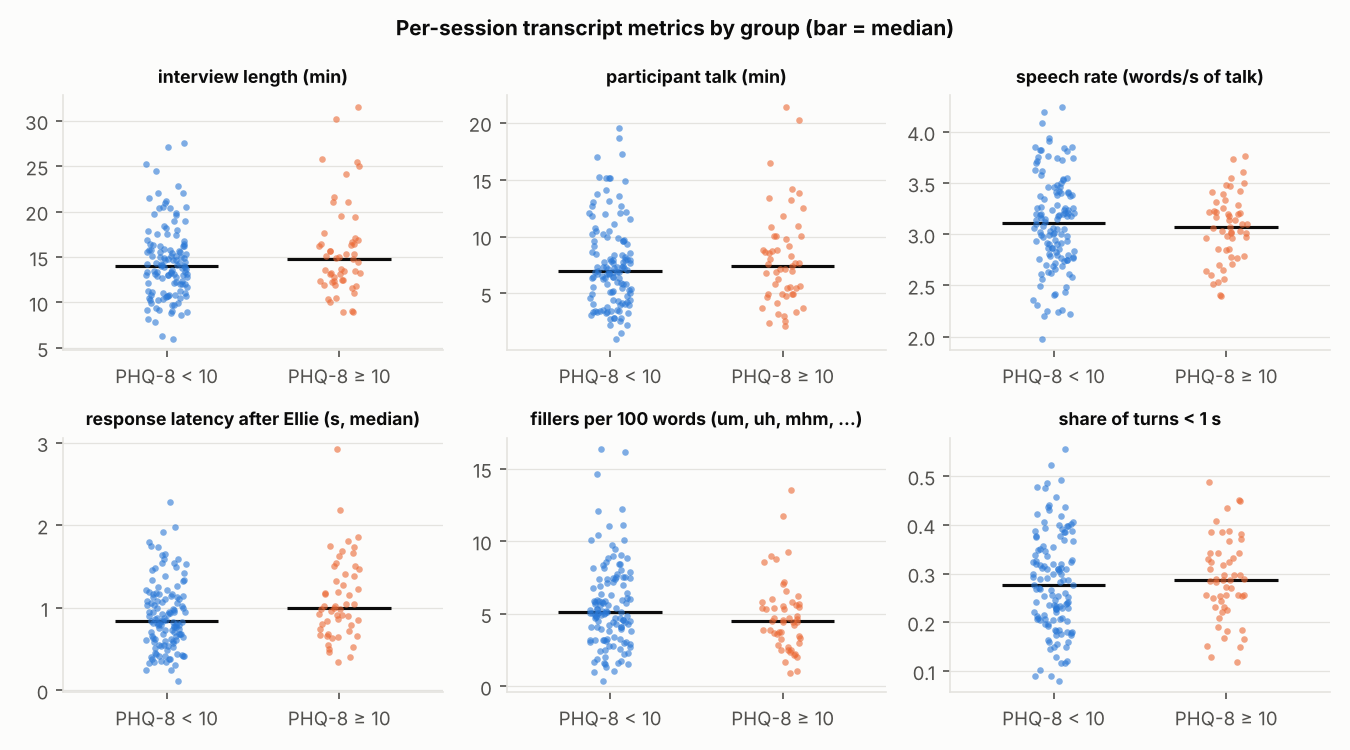 Per-session transcript metrics by group (bar = median)
interview length (min)
30
25
20
15
10
5
PHQ-8 < 10
PHQ-8 ≥ 10
participant talk (min)
20
15
10
5
PHQ-8 < 10
PHQ-8 ≥ 10
speech rate (words/s of talk)
4.0
3.5
3.0
2.5
2.0
PHQ-8 < 10
PHQ-8 ≥ 10
response latency after Ellie (s, median)
3
2
1
0
PHQ-8 < 10
PHQ-8 ≥ 10
fillers per 100 words (um, uh, mhm, ...)
15
10
5
0
PHQ-8 < 10
PHQ-8 ≥ 10
share of turns < 1 s
0.5
0.4
0.3
0.2
0.1
PHQ-8 < 10
PHQ-8 ≥ 10